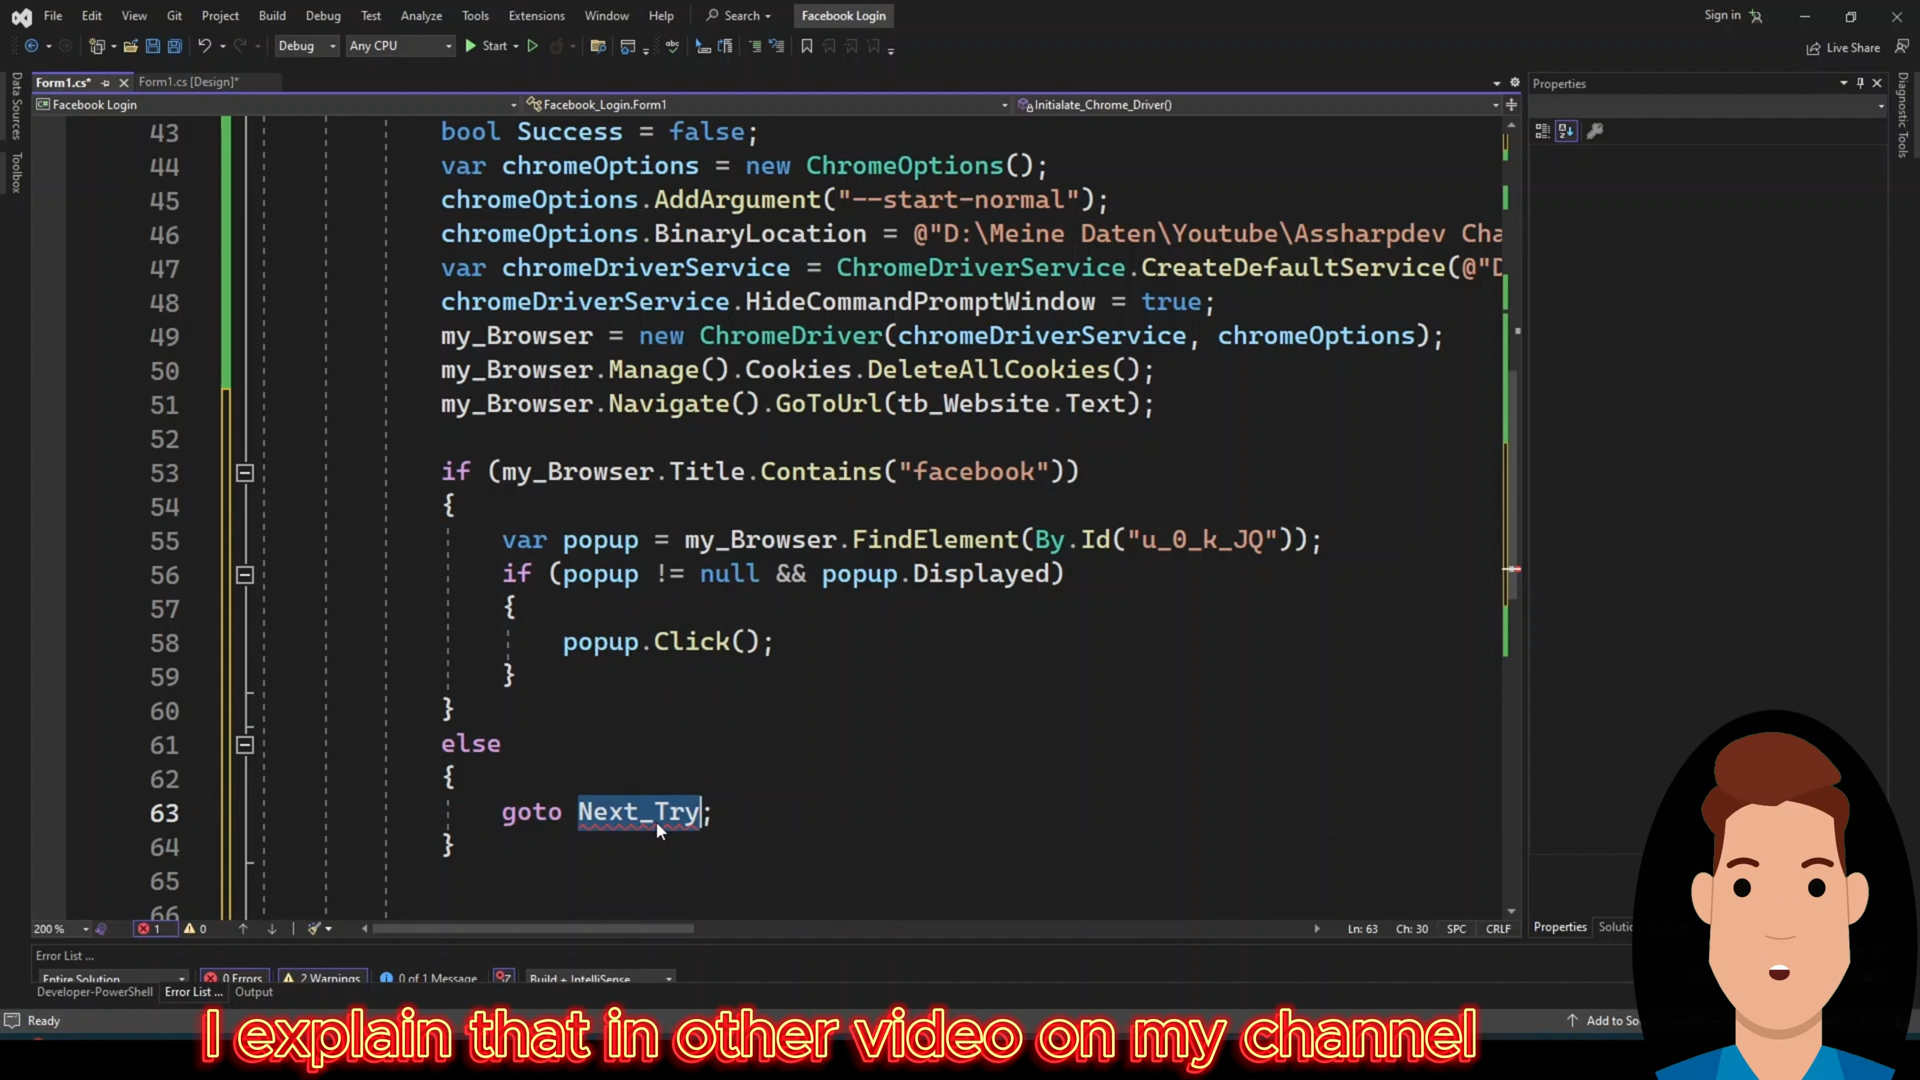 File Edit View Git Project Build Debug Test Analyze Tools Extensions Window Help Search Facebook Login Sign in
Debug Any CPU Start Live Share
Form1.cs* Form1.cs [Design]* Properties
Facebook Login Facebook_Login.Form1 Initialate_Chrome_Driver()
Data Sources
Toolbox
Diagnostic Tools
43 bool Success = false;
44 var chromeOptions = new ChromeOptions();
45 chromeOptions.AddArgument("--start-normal");
46 chromeOptions.BinaryLocation = @"D:\Meine Daten\Youtube\Assharpdev Cha
47 var chromeDriverService = ChromeDriverService.CreateDefaultService(@"D
48 chromeDriverService.HideCommandPromptWindow = true;
49 my_Browser = new ChromeDriver(chromeDriverService, chromeOptions);
50 my_Browser.Manage().Cookies.DeleteAllCookies();
51 my_Browser.Navigate().GoToUrl(tb_Website.Text);
52
53 if (my_Browser.Title.Contains("facebook"))
54 {
55 var popup = my_Browser.FindElement(By.Id("u_0_k_JQ"));
56 if (popup != null && popup.Displayed)
57 {
58 popup.Click();
59 }
60 }
61 else
62 {
63 goto Next_Try;
64 }
65
66
200 % 1 0 Ln: 63 Ch: 30 SPC CRLF Properties
Error List ...
Entire Solution 0 Errors 2 Warnings 0 of 1 Message Build + IntelliSense
Developer-PowerShell Error List ... Output
Ready Add to
I explain that in other video on my channel